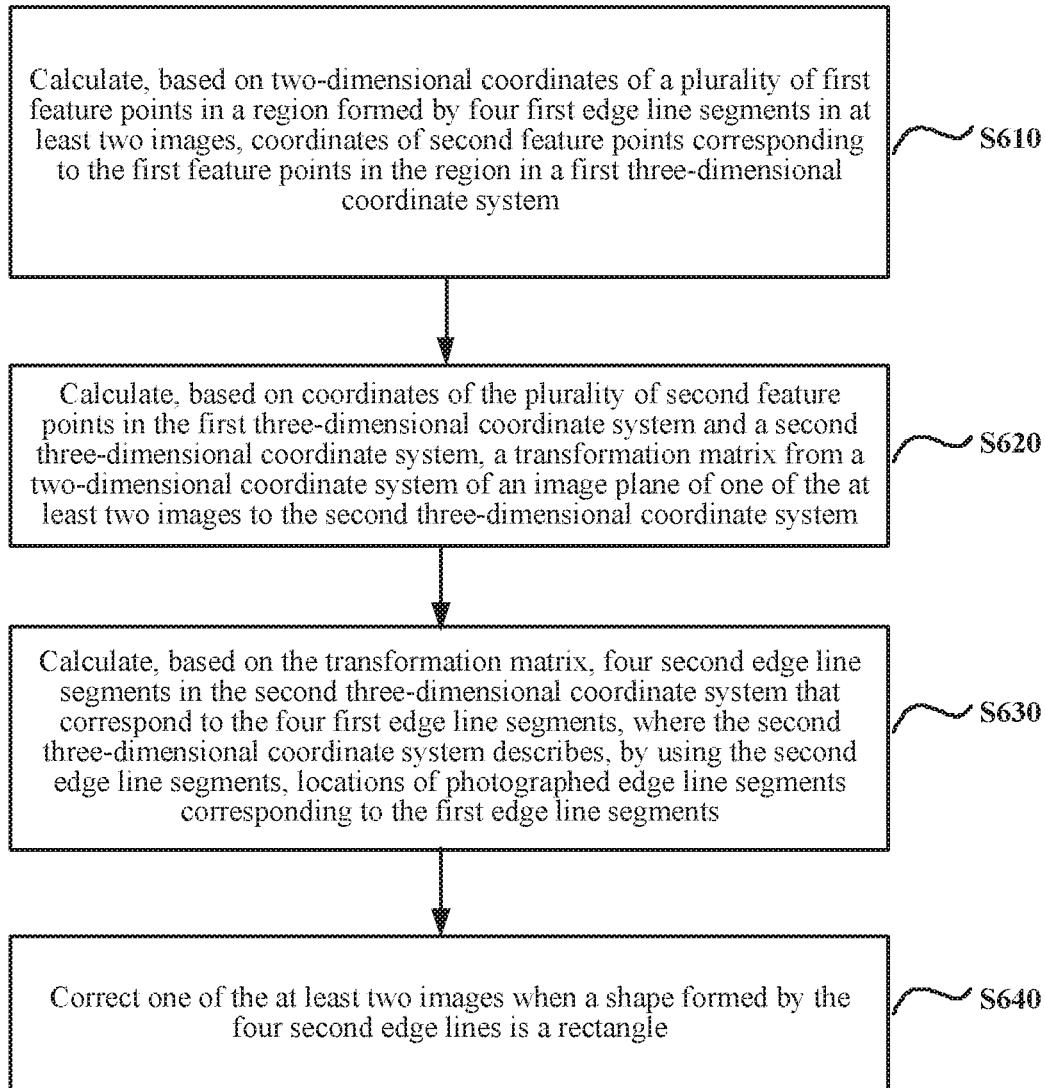 Calculate, based on two-dimensional coordinates of a plurality of first
feature points in a region formed by four first edge line segments in at
least two images, coordinates of second feature points corresponding
to the first feature points in the region in a first three-dimensional
coordinate system
S610
Calculate, based on coordinates of the plurality of second feature
points in the first three-dimensional coordinate system and a second
three-dimensional coordinate system, a transformation matrix from a
two-dimensional coordinate system of an image plane of one of the at
least two images to the second three-dimensional coordinate system
S620
Calculate, based on the transformation matrix, four second edge line
segments in the second three-dimensional coordinate system that
correspond to the four first edge line segments, where the second
three-dimensional coordinate system describes, by using the second
edge line segments, locations of photographed edge line segments
corresponding to the first edge line segments
S630
Correct one of the at least two images when a shape formed by the
four second edge lines is a rectangle
S640